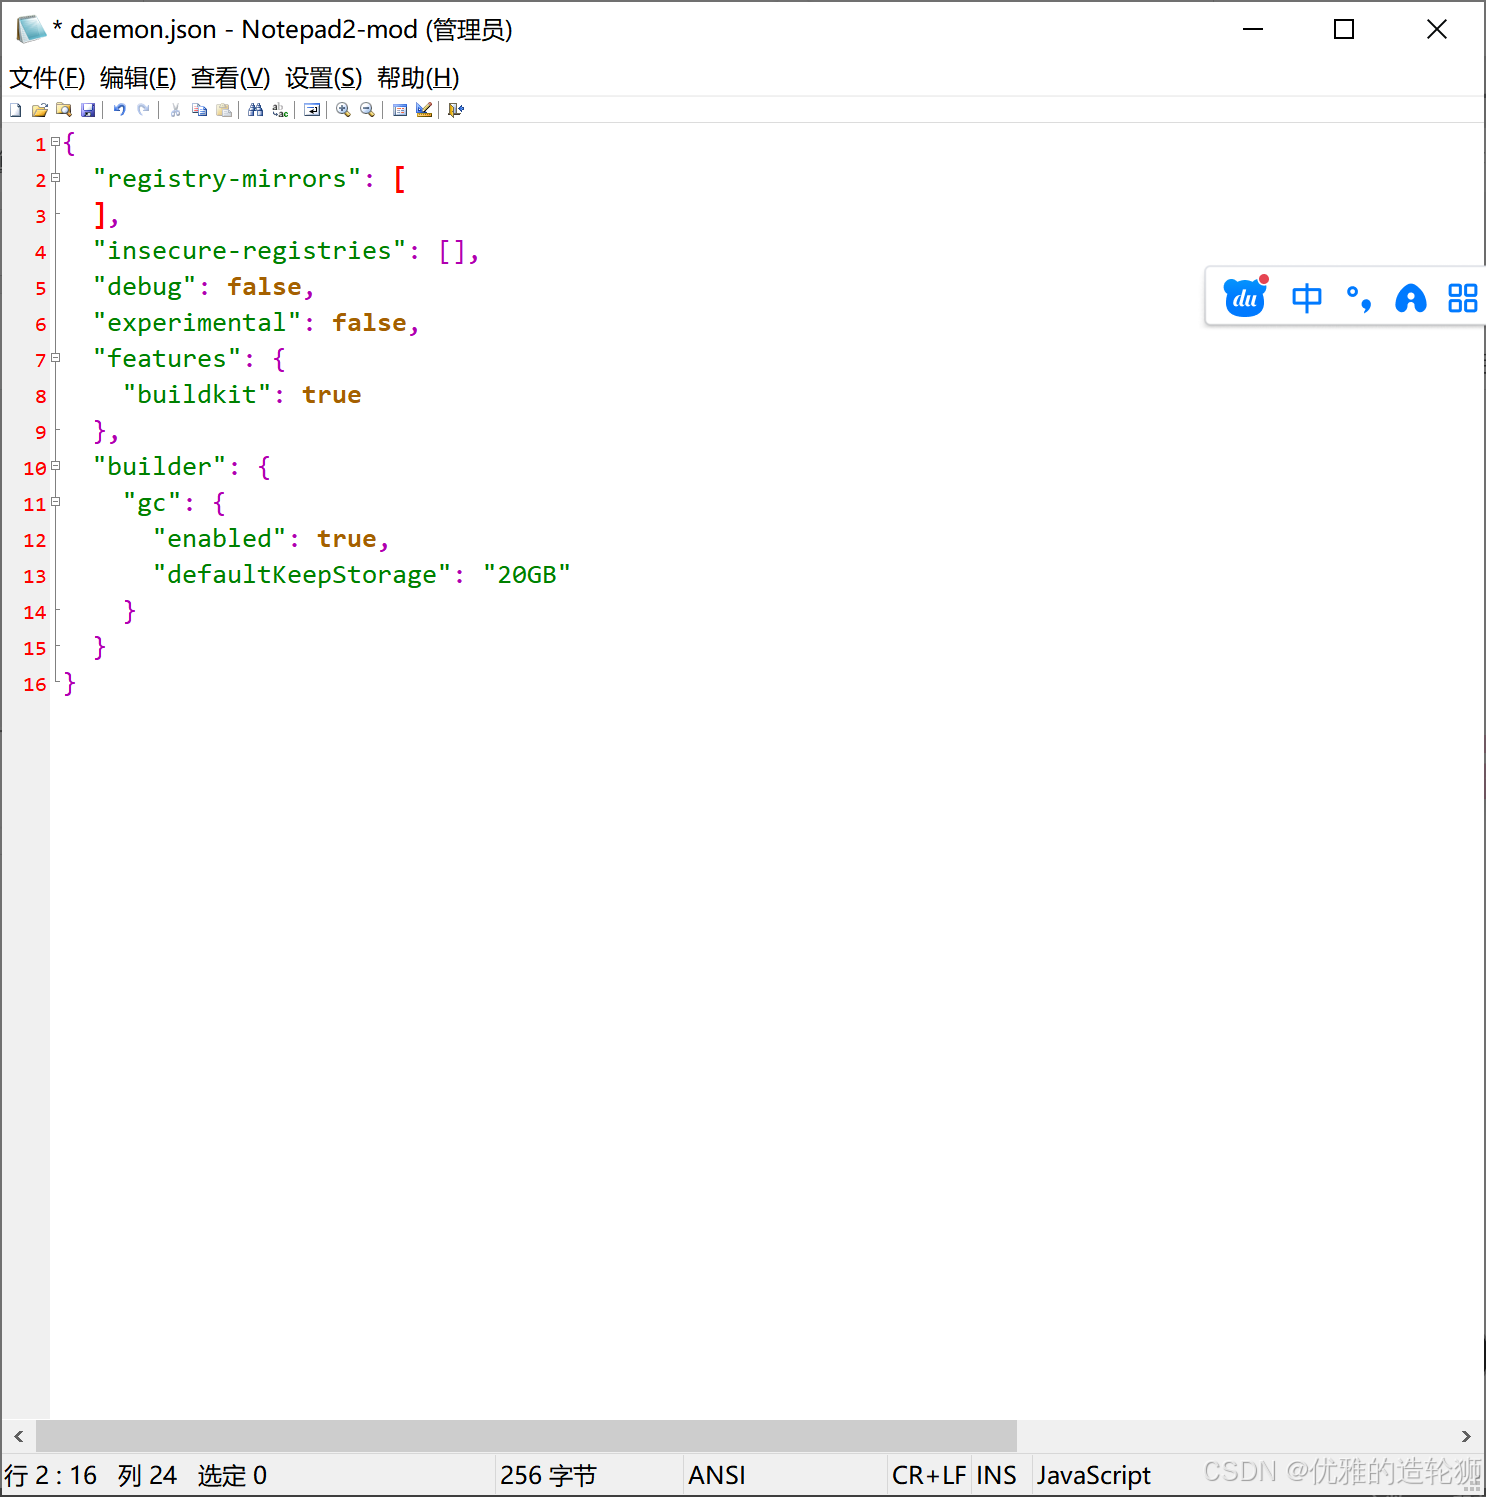 * daemon.json - Notepad2-mod (管理员)
文件(F) 编辑(E) 查看(V) 设置(S) 帮助(H)
1 {
2 "registry-mirrors": [
3 ],
4 "insecure-registries": [],
5 "debug": false,
6 "experimental": false,
7 "features": {
8 "buildkit": true
9 },
10 "builder": {
11 "gc": {
12 "enabled": true,
13 "defaultKeepStorage": "20GB"
14 }
15 }
16 }
du 中 °,
行 2 : 16 列 24 选定 0 256 字节 ANSI CR+LF INS JavaScript
CSDN @优雅的造轮狮